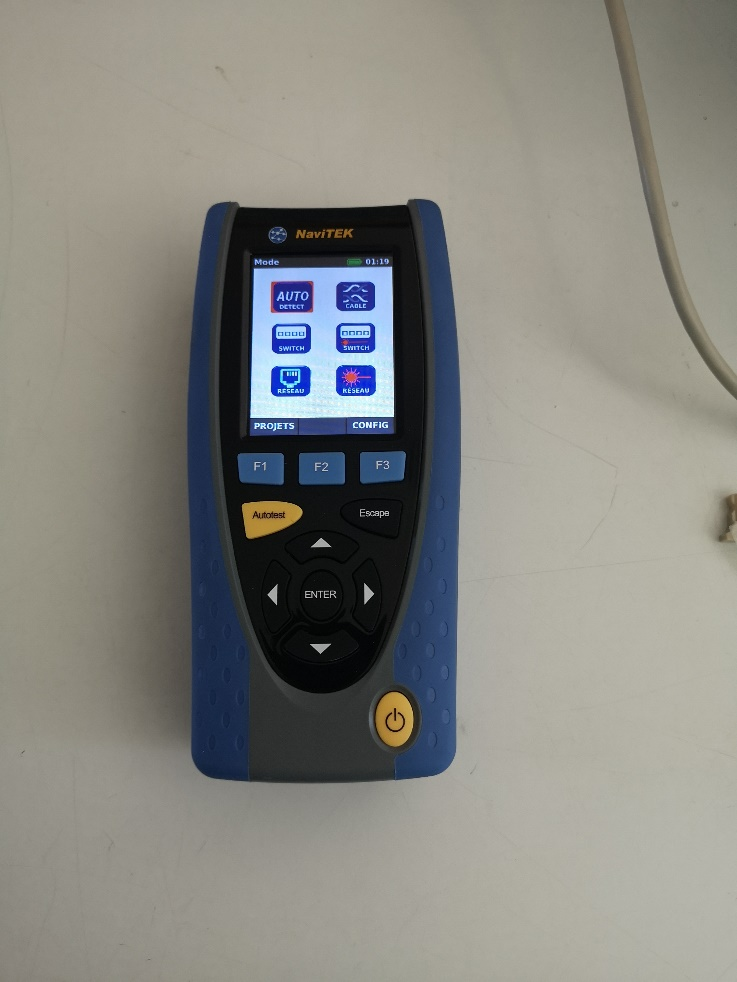 NaviTEK
Mode 01:19
AUTO DETECT
CABLE
SWITCH
SWITCH
RESEAU
RESEAU
PROJETS CONFIG
F1 F2 F3
Autotest Escape
ENTER